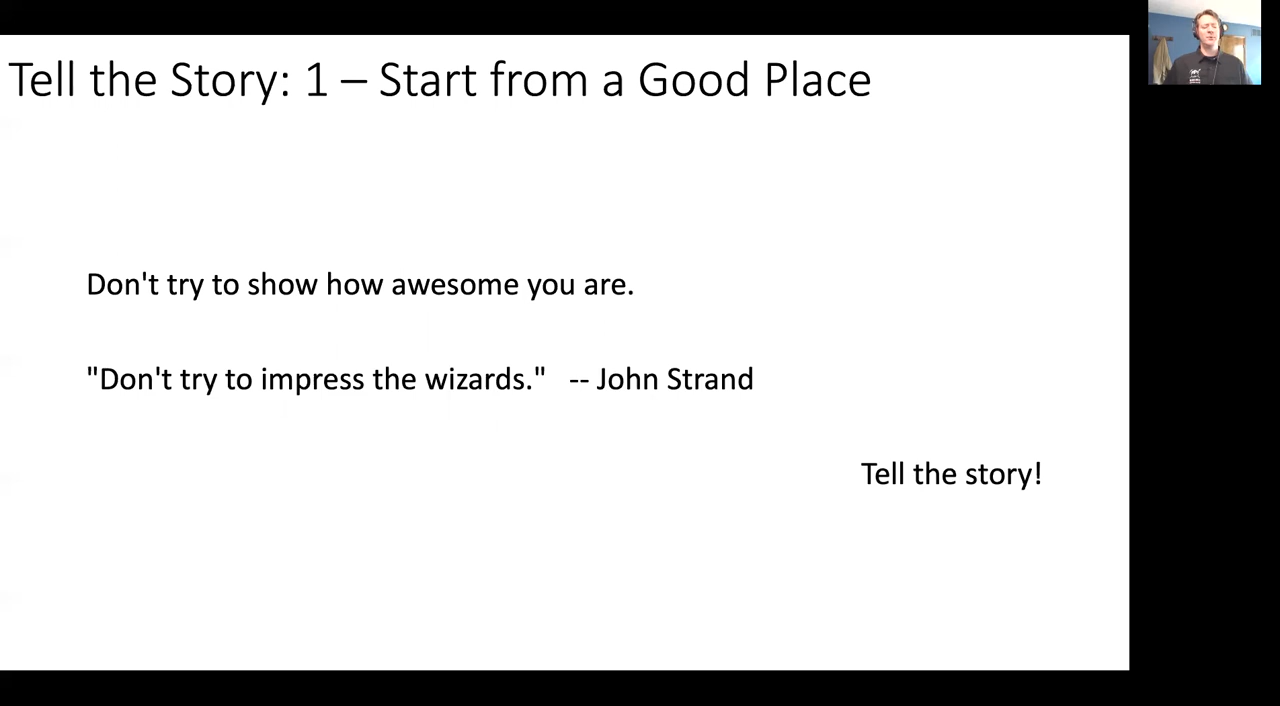 Tell the Story: 1 – Start from a Good Place
Don't try to show how awesome you are.
"Don't try to impress the wizards."   -- John Strand
Tell the story!